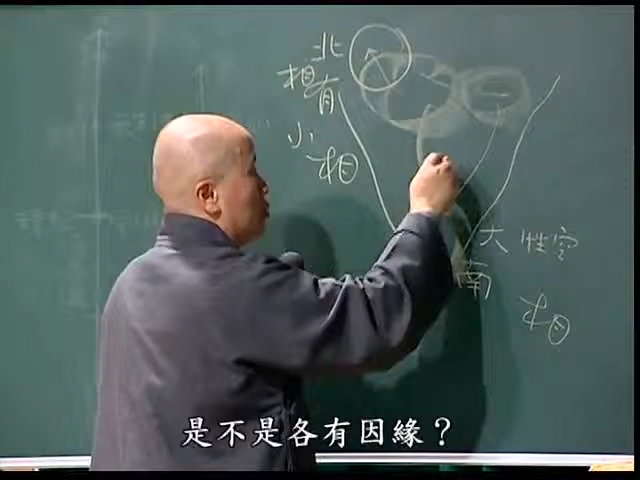 北
相有
小
相
大 性空
南
相
是不是各有因緣？